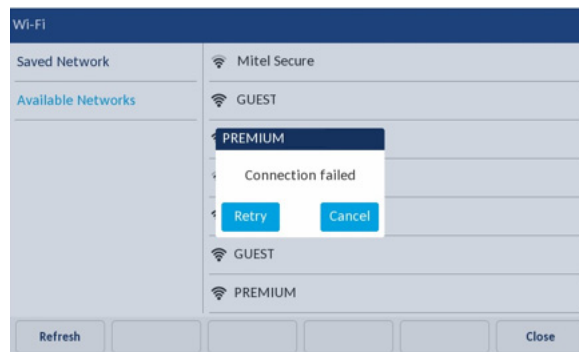 Wi-Fi
Saved Network
Available Networks
Mitel Secure
GUEST
PREMIUM
Connection failed
Retry Cancel
GUEST
PREMIUM
Refresh Close